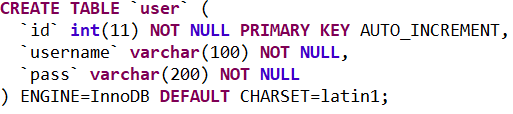 CREATE TABLE `user` (
  `id` int(11) NOT NULL PRIMARY KEY AUTO_INCREMENT,
  `username` varchar(100) NOT NULL,
  `pass` varchar(200) NOT NULL
) ENGINE=InnoDB DEFAULT CHARSET=latin1;